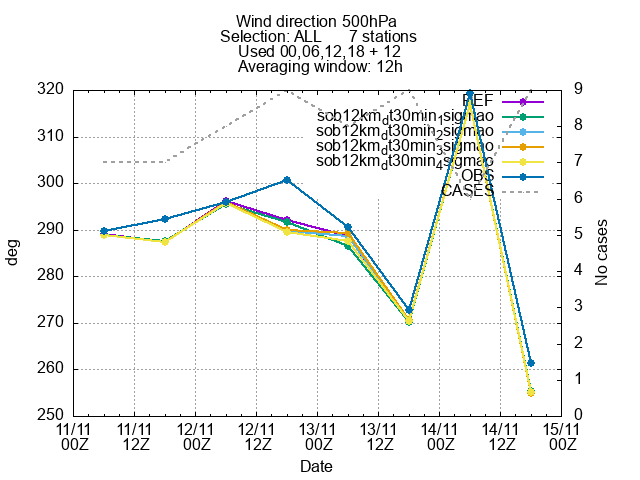 Wind direction 500hPa
Selection: ALL 7 stations
Used 00,06,12,18 + 12
Averaging window: 12h
REF
sob12km_dt30min_1sigmao
sob12km_dt30min_2sigmao
sob12km_dt30min_3sigmao
sob12km_dt30min_4sigmao
OBS
CASES
320
310
300
290
280
270
260
250
deg
9
8
7
6
5
4
3
2
1
0
No cases
11/11 11/11 12/11 12/11 13/11 13/11 14/11 14/11 15/11
00Z 12Z 00Z 12Z 00Z 12Z 00Z 12Z 00Z
Date